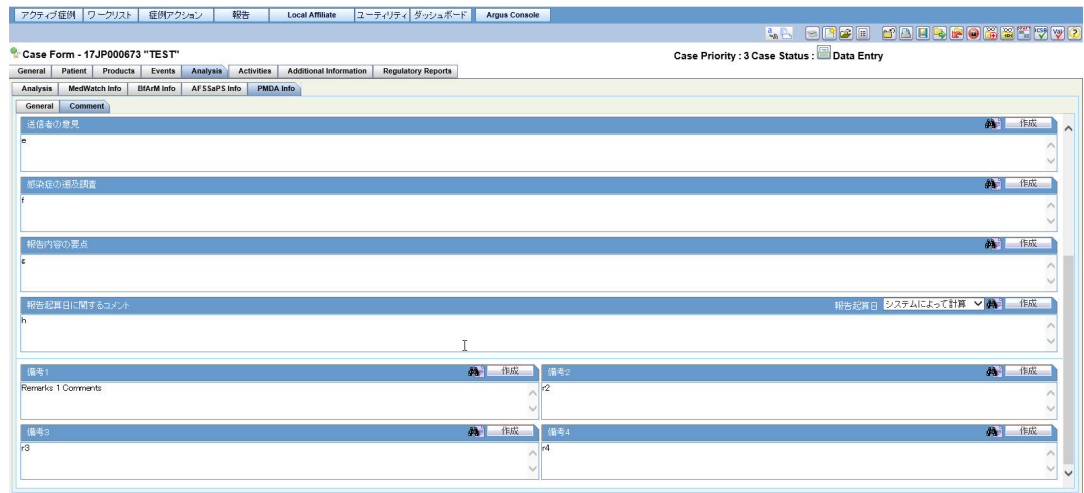 アクティブ症例 ワークリスト 症例アクション 報告 Local Affiliate ユーティリティ ダッシュボード Argus Console
Case Form - 17JP000673 "TEST" Case Priority : 3 Case Status : Data Entry
General Patient Products Events Analysis Activities Additional Information Regulatory Reports
Analysis MedWatch Info BfArM Info AFSSaPS Info PMDA Info
General Comment
送信者の意見 作成
e
感染症の遡及調査 作成
f
報告内容の要点 作成
g
報告起算日に関するコメント 報告起算日 システムによって計算 作成
h
備考1 作成 備考2 作成
Remarks 1 Comments r2
備考3 作成 備考4 作成
r3 r4